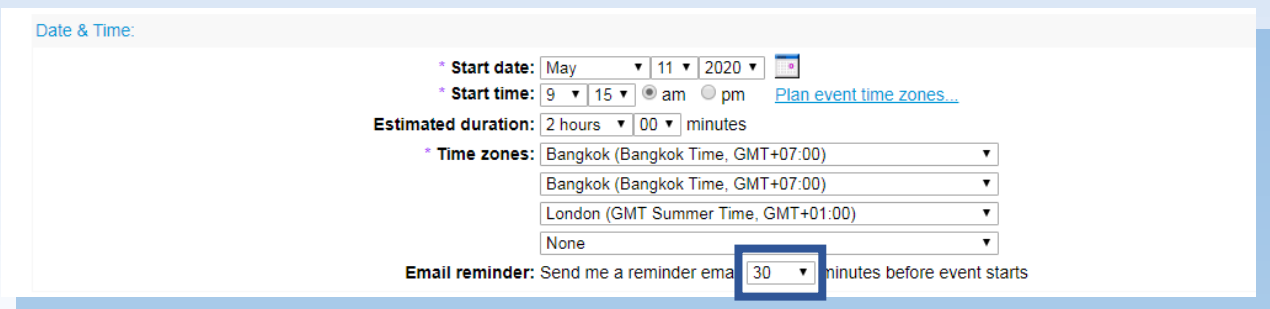 Date & Time:
* Start date: May 11 2020
* Start time: 9 15 am pm Plan event time zones...
Estimated duration: 2 hours 00 minutes
* Time zones: Bangkok (Bangkok Time, GMT+07:00)
Bangkok (Bangkok Time, GMT+07:00)
London (GMT Summer Time, GMT+01:00)
None
Email reminder: Send me a reminder ema 30 minutes before event starts